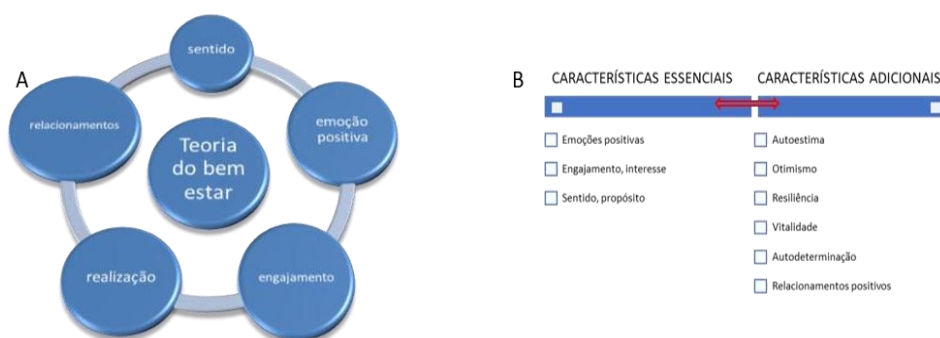 A
sentido
emoção
positiva
engajamento
realização
relacionamentos
Teoria
do bem
estar
B
CARACTERÍSTICAS ESSENCIAIS
CARACTERÍSTICAS ADICIONAIS
Emoções positivas
Engajamento, interesse
Sentido, propósito
Autoestima
Otimismo
Resiliência
Vitalidade
Autodeterminação
Relacionamentos positivos